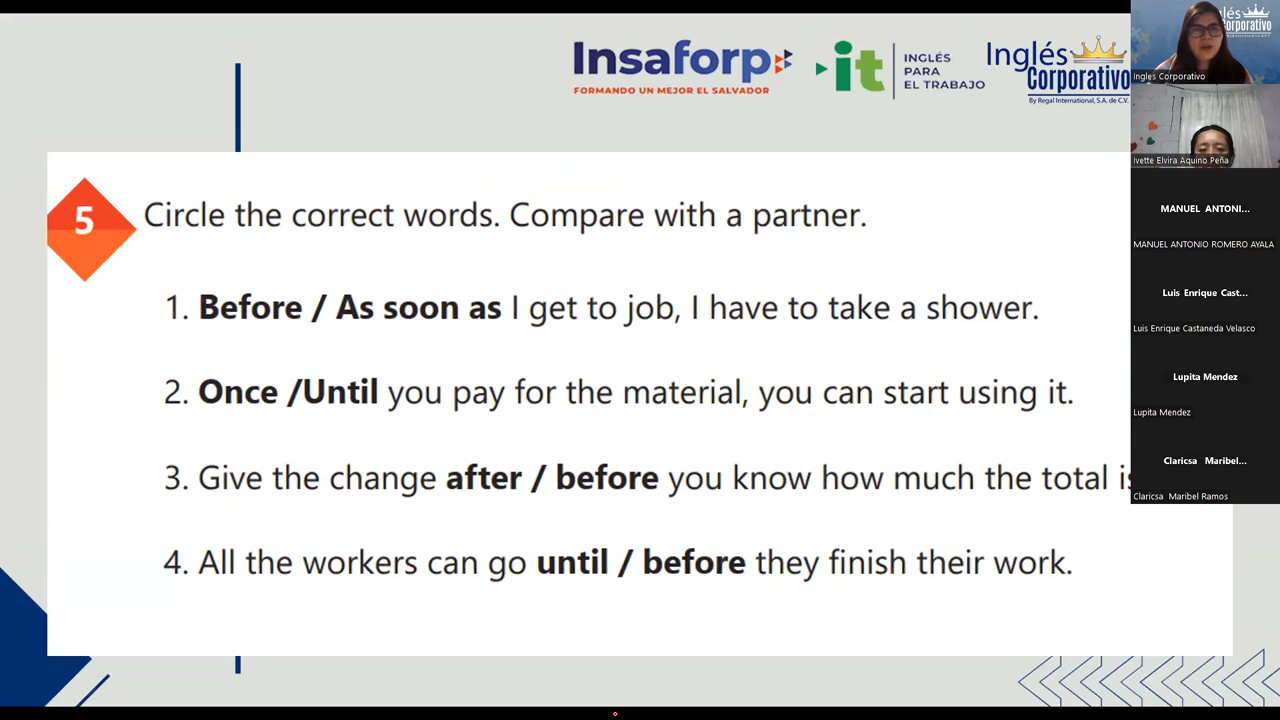 Insaforp
FORMANDO UN MEJOR EL SALVADOR
it
INGLÉS
PARA
EL TRABAJO
Inglés
Corporativo
By Regal International, S.A. de C.V.
5
Circle the correct words. Compare with a partner.
1. Before / As soon as I get to job, I have to take a shower.
2. Once /Until you pay for the material, you can start using it.
3. Give the change after / before you know how much the total is
4. All the workers can go until / before they finish their work.
Corporativo
Ingles Corporativo
Ivette Elvira Aquino Peña
MANUEL ANTONI...
MANUEL ANTONIO ROMERO AYALA
Luis Enrique Cast...
Luis Enrique Castaneda Velasco
Lupita Mendez
Lupita Mendez
Claricsa Maribel...
Claricsa Maribel Ramos